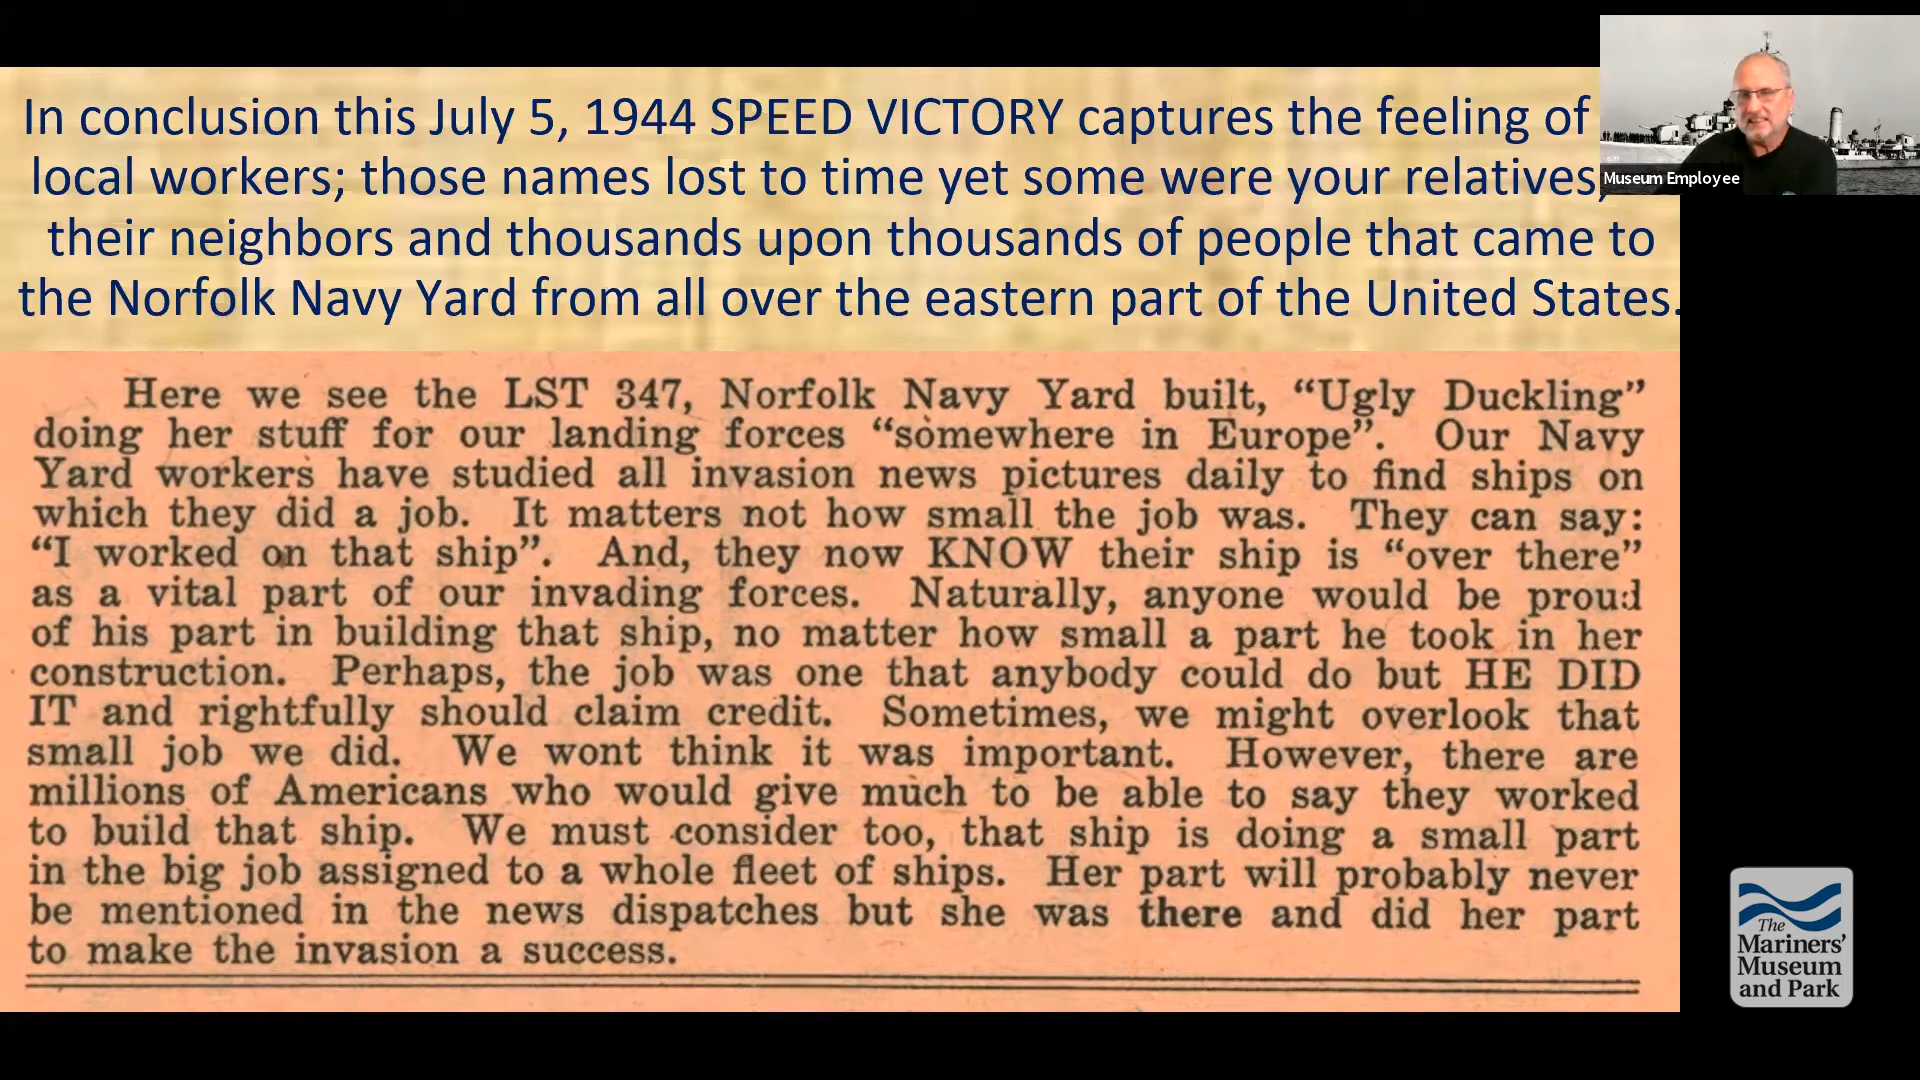 In conclusion this July 5, 1944 SPEED VICTORY captures the feeling of
local workers; those names lost to time yet some were your relatives,
their neighbors and thousands upon thousands of people that came to
the Norfolk Navy Yard from all over the eastern part of the United States.
Museum Employee
Here we see the LST 347, Norfolk Navy Yard built, “Ugly Duckling”
doing her stuff for our landing forces “somewhere in Europe”. Our Navy
Yard workers have studied all invasion news pictures daily to find ships on
which they did a job. It matters not how small the job was. They can say:
“I worked on that ship”. And, they now KNOW their ship is “over there”
as a vital part of our invading forces. Naturally, anyone would be proud
of his part in building that ship, no matter how small a part he took in her
construction. Perhaps, the job was one that anybody could do but HE DID
IT and rightfully should claim credit. Sometimes, we might overlook that
small job we did. We wont think it was important. However, there are
millions of Americans who would give much to be able to say they worked
to build that ship. We must consider too, that ship is doing a small part
in the big job assigned to a whole fleet of ships. Her part will probably never
be mentioned in the news dispatches but she was there and did her part
to make the invasion a success.
The
Mariners’
Museum
and Park